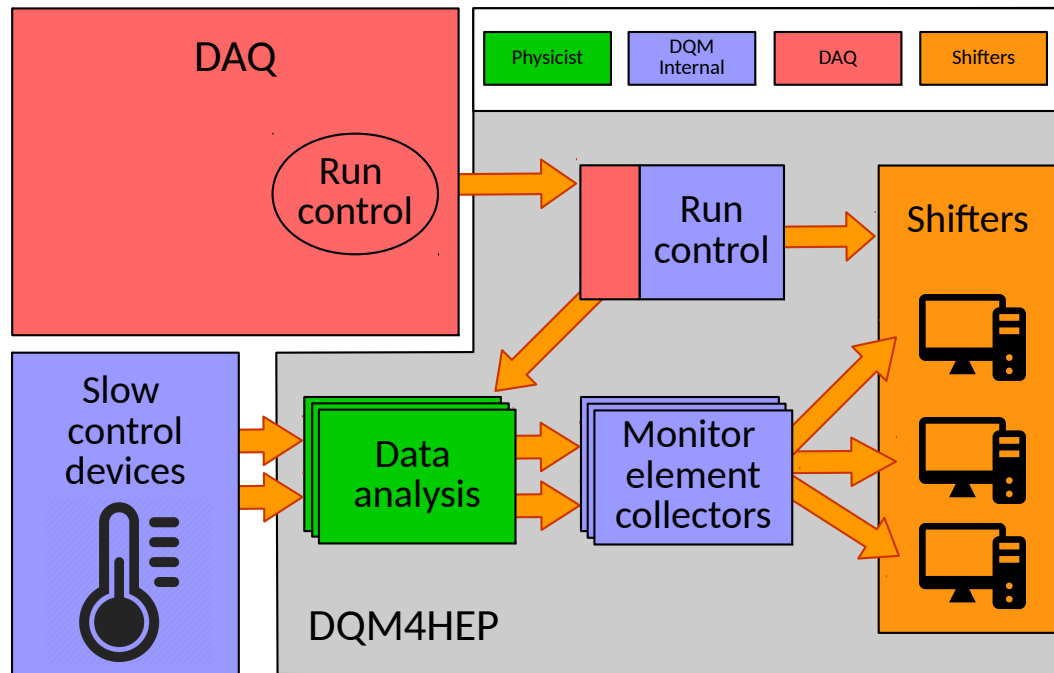 DAQ
Physicist
DQM
Internal
DAQ
Shifters
Run
control
Run
control
Shifters
Slow
control
devices
Data
analysis
Monitor
element
collectors
DQM4HEP